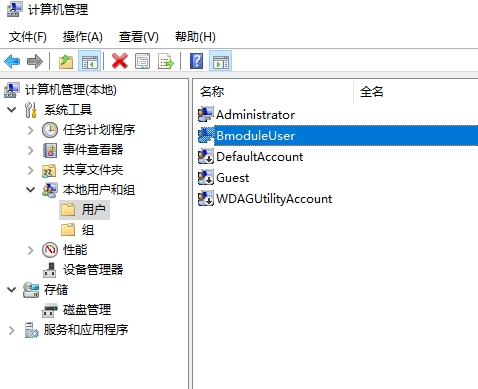 计算机管理
文件(F) 操作(A) 查看(V) 帮助(H)
计算机管理(本地)
系统工具
任务计划程序
事件查看器
共享文件夹
本地用户和组
用户
组
性能
设备管理器
存储
磁盘管理
服务和应用程序
名称 全名
Administrator
BmoduleUser
DefaultAccount
Guest
WDAGUtilityAccount